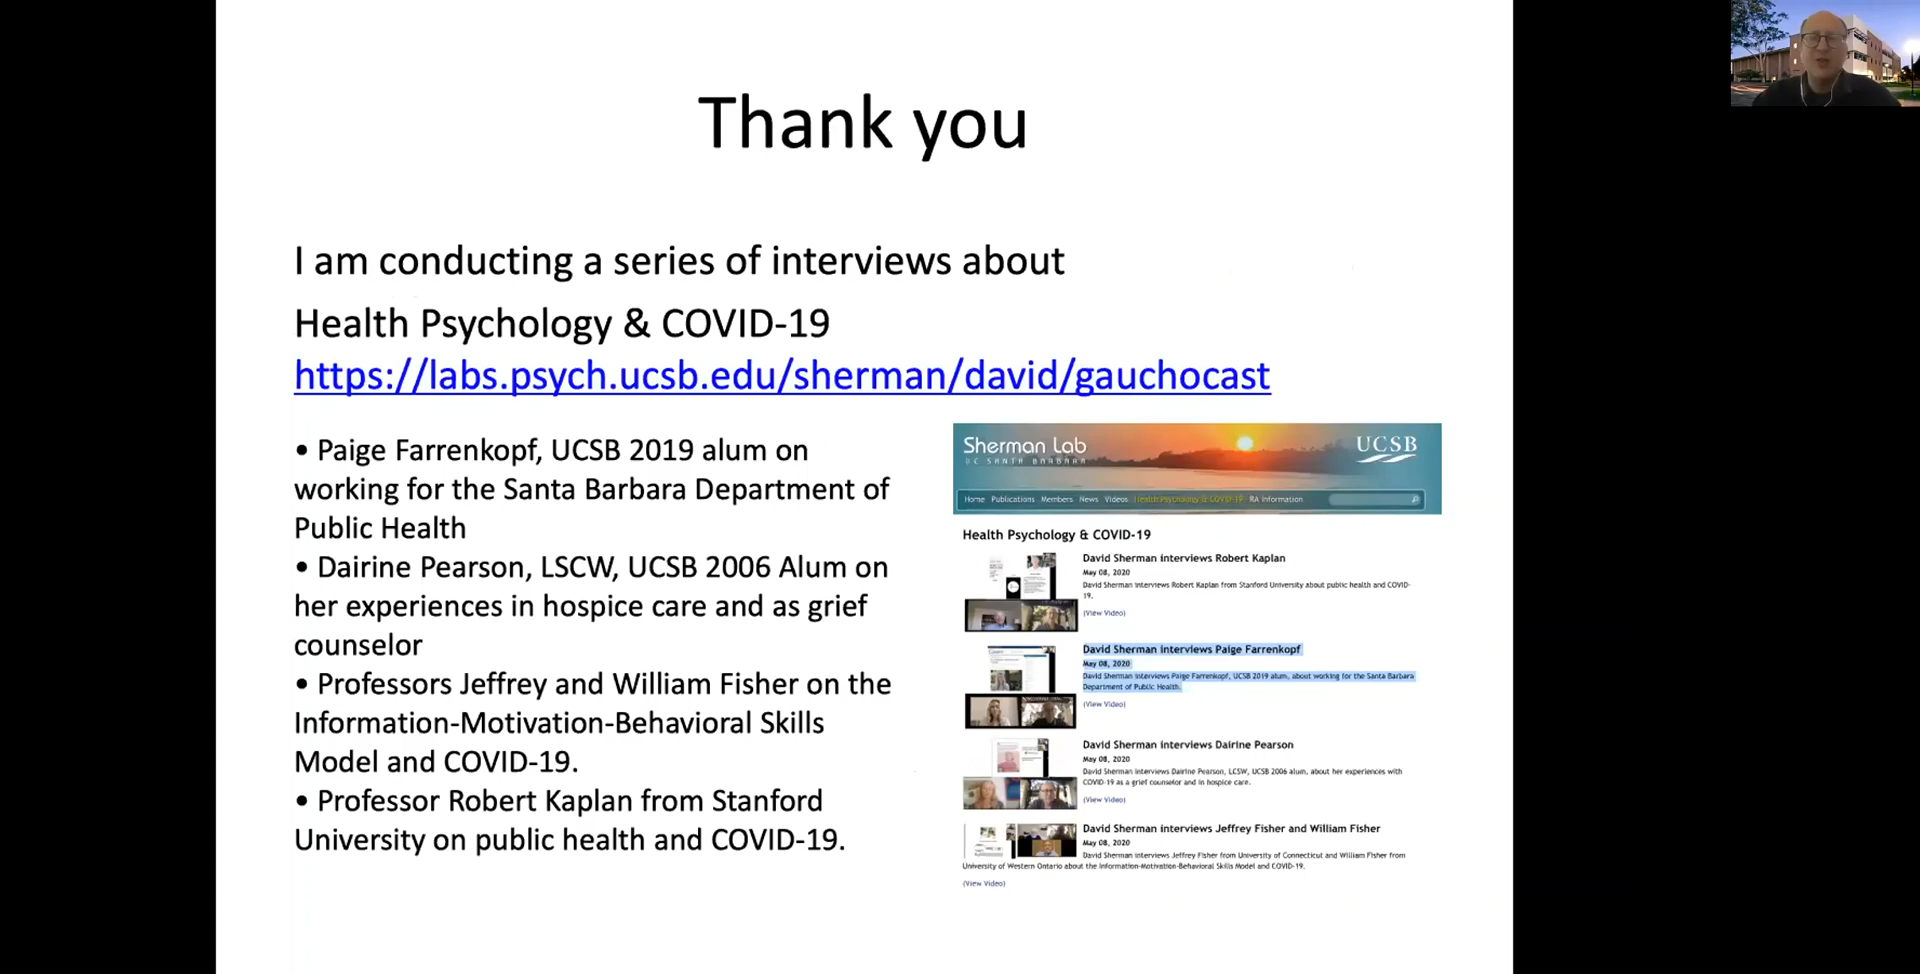 Thank you
I am conducting a series of interviews about
Health Psychology & COVID-19
https://labs.psych.ucsb.edu/sherman/david/gauchocast
• Paige Farrenkopf, UCSB 2019 alum on
working for the Santa Barbara Department of
Public Health
• Dairine Pearson, LSCW, UCSB 2006 Alum on
her experiences in hospice care and as grief
counselor
• Professors Jeffrey and William Fisher on the
Information-Motivation-Behavioral Skills
Model and COVID-19.
• Professor Robert Kaplan from Stanford
University on public health and COVID-19.
Sherman Lab
UC SANTA BARBARA
UCSB
Home Publications Members News Videos Health Psychology & COVID-19 RA Information
Health Psychology & COVID-19
David Sherman interviews Robert Kaplan
May 08, 2020
David Sherman interviews Robert Kaplan from Stanford University about public health and COVID-
19.
(View Video)
David Sherman interviews Paige Farrenkopf
May 08, 2020
David Sherman interviews Paige Farrenkopf, UCSB 2019 alum, about working for the Santa Barbara
Department of Public Health.
(View Video)
David Sherman interviews Dairine Pearson
May 08, 2020
David Sherman interviews Dairine Pearson, LCSW, UCSB 2006 alum, about her experiences with
COVID-19 as a grief counselor and in hospice care.
(View Video)
David Sherman interviews Jeffrey Fisher and William Fisher
May 08, 2020
David Sherman interviews Jeffrey Fisher from University of Connecticut and William Fisher from
University of Western Ontario about the Information-Motivation-Behavioral Skills Model and COVID-19.
(View Video)